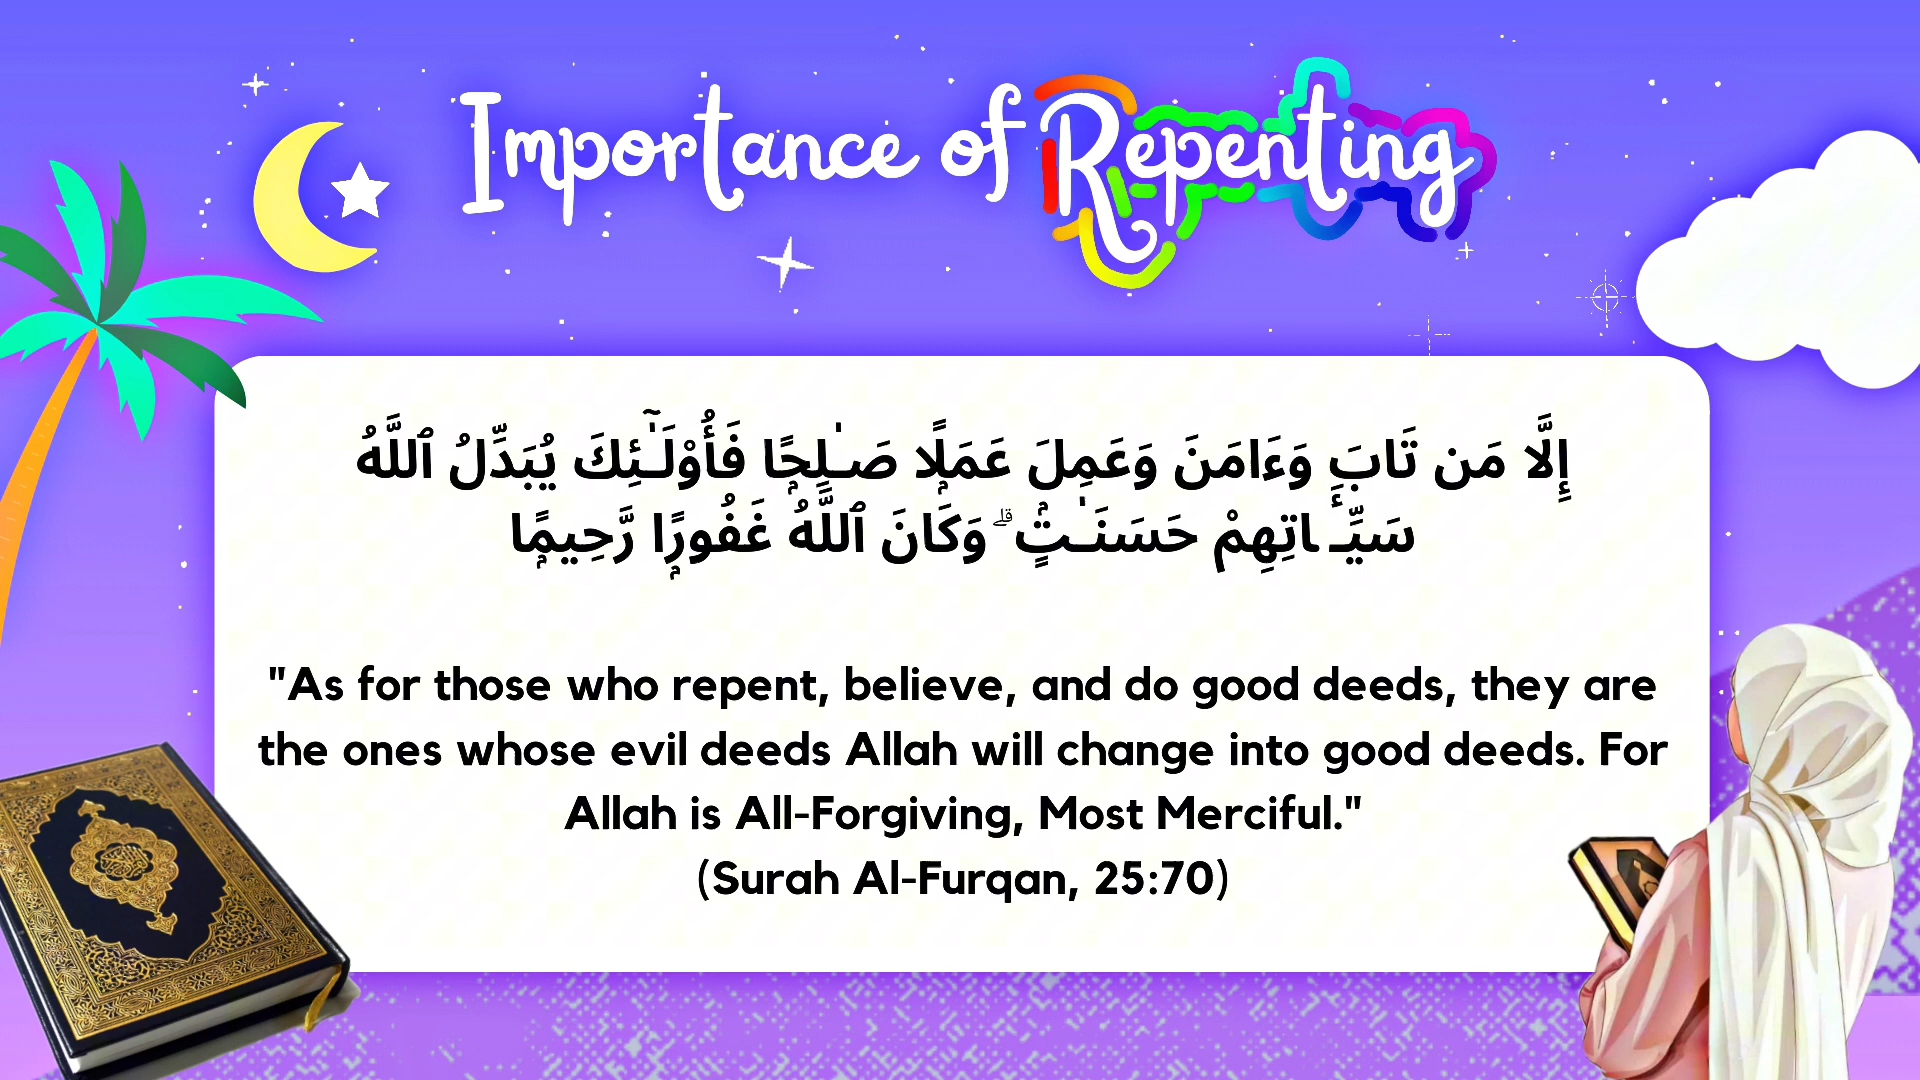 Importance of Repenting
إِلَّا مَن تَابَ وَءَامَنَ وَعَمِلَ عَمَلًۭا صَـٰلِحًۭا فَأُو۟لَـٰٓئِكَ يُبَدِّلُ ٱللَّهُ
سَيِّـَٔاتِهِمْ حَسَنَـٰتٍۢ ۗ وَكَانَ ٱللَّهُ غَفُورًۭا رَّحِيمًۭا
"As for those who repent, believe, and do good deeds, they are
the ones whose evil deeds Allah will change into good deeds. For
Allah is All-Forgiving, Most Merciful."
(Surah Al-Furqan, 25:70)